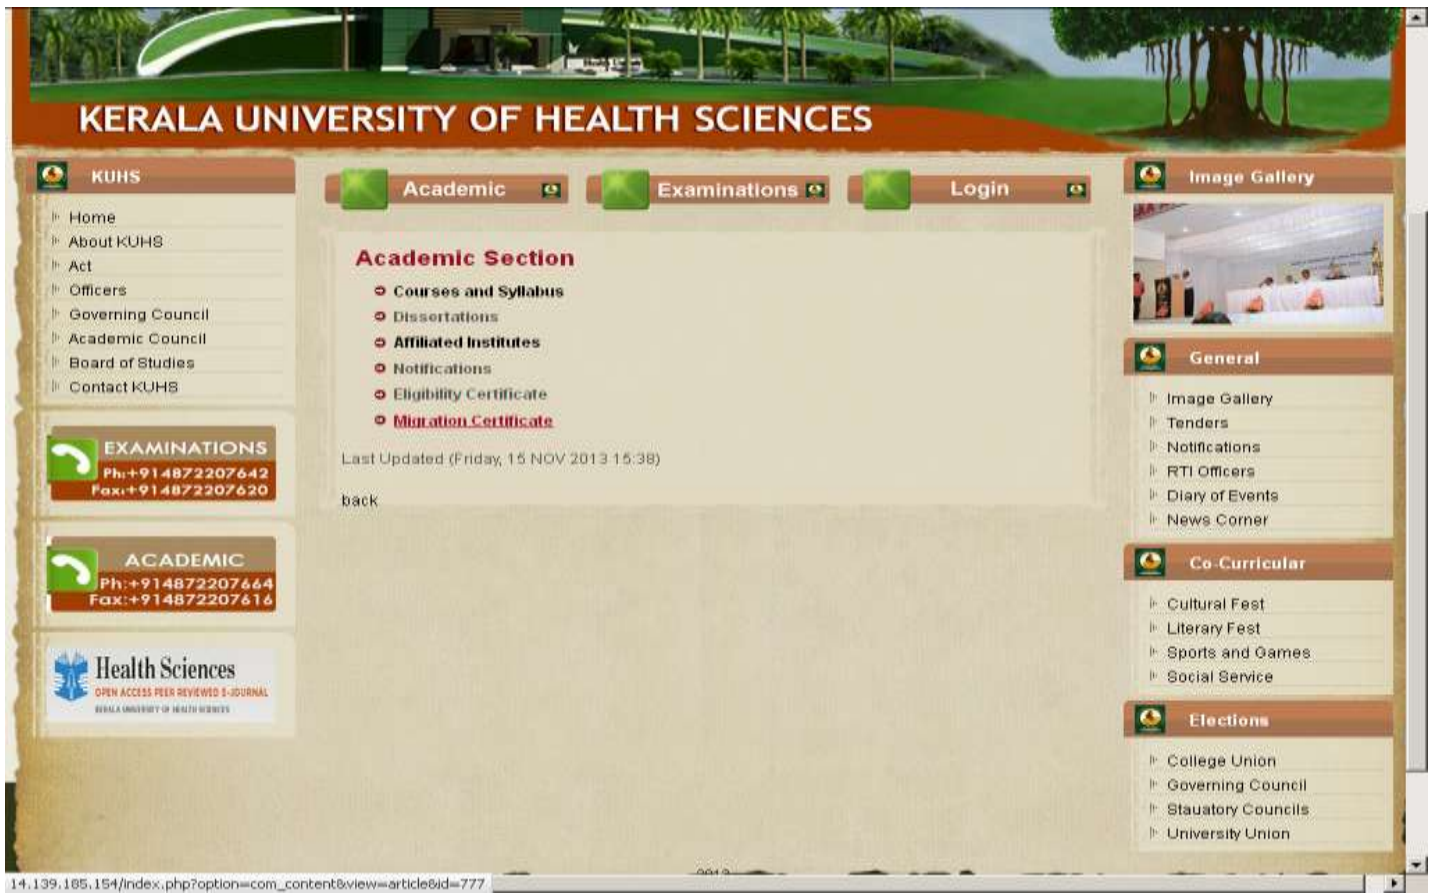 KERALA UNIVERSITY OF HEALTH SCIENCES
KUHS
Home
About KUHS
Act
Officers
Governing Council
Academic Council
Board of Studies
Contact KUHS
EXAMINATIONS
Ph:+914872207642
Fax:+914872207620
ACADEMIC
Ph:+914872207664
Fax:+914872207616
Health Sciences
OPEN ACCESS PEER REVIEWED E-JOURNAL
KERALA UNIVERSITY OF HEALTH SCIENCES
Academic
Examinations
Login
Academic Section
Courses and Syllabus
Dissertations
Affiliated Institutes
Notifications
Eligibility Certificate
Migration Certificate
Last Updated (Friday, 15 NOV 2013 15:38)
back
Image Gallery
General
Image Gallery
Tenders
Notifications
RTI Officers
Diary of Events
News Corner
Co-Curricular
Cultural Fest
Literary Fest
Sports and Games
Social Service
Elections
College Union
Governing Council
Stauatory Councils
University Union
14.139.185.154/index.php?option=com_content&view=article&id=777